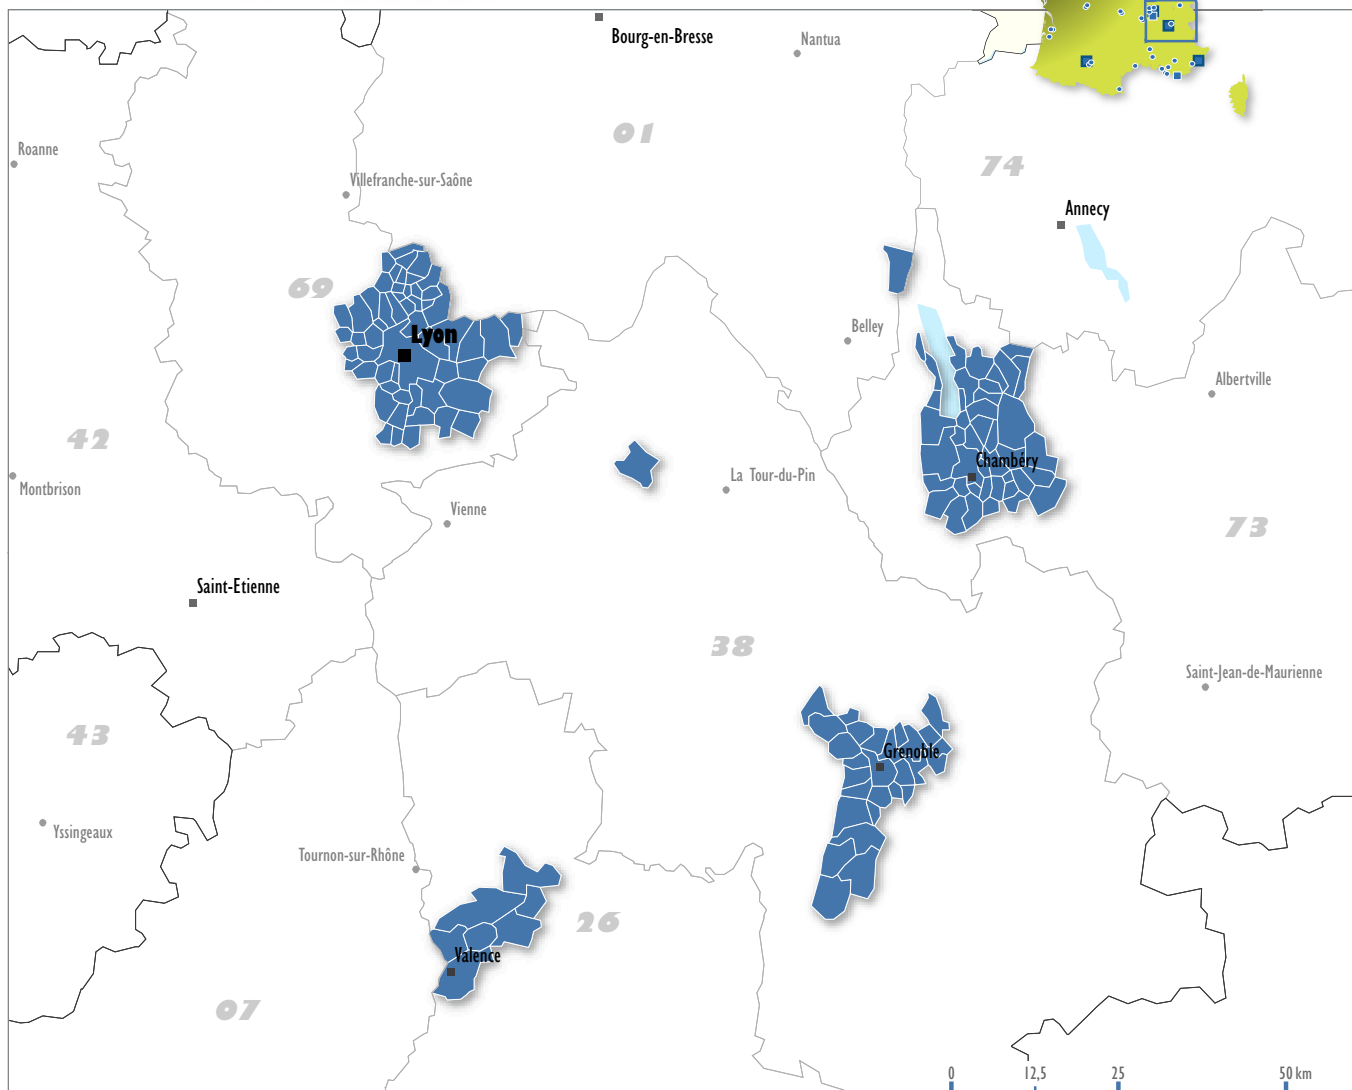 Bourg-en-Bresse
Nantua
01
Roanne
74
Villefranche-sur-Saône
Annecy
69
Belley
Lyon
Albertville
42
Chambéry
La Tour-du-Pin
Montbrison
Vienne
73
Saint-Etienne
38
Saint-Jean-de-Maurienne
43
Grenoble
Yssingeaux
Tournon-sur-Rhône
26
Valence
07
0 12,5 25 50 km